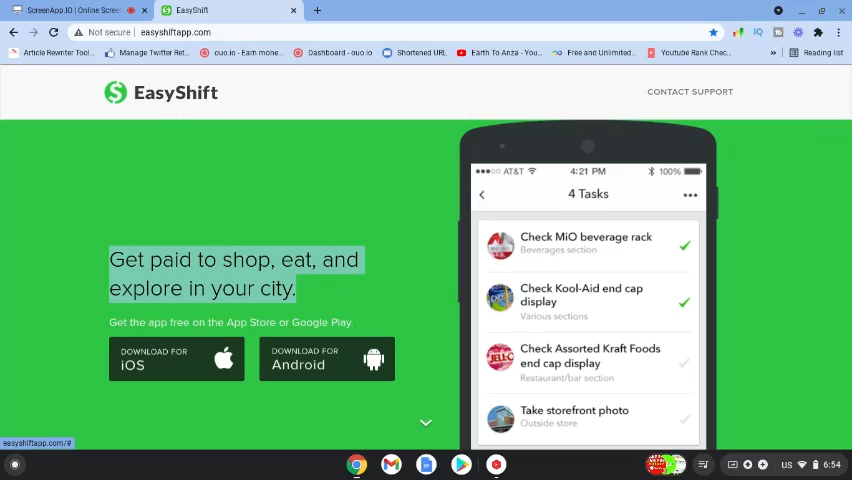 ScreenApp.IO | Online Screen
EasyShift
Not secure | easyshiftapp.com
Article Rewriter Tool...
Manage Twitter Ret...
ouo.io - Earn mone...
Dashboard - ouo.io
Shortened URL
Earth To Anza - You...
Free and Unlimited...
Youtube Rank Chec...
»
Reading list
EasyShift
CONTACT SUPPORT
AT&T
4:21 PM
100%
4 Tasks
Check MiO beverage rack
Beverages section
Get paid to shop, eat, and
explore in your city.
Check Kool-Aid end cap
display
Various sections
Get the app free on the App Store or Google Play.
DOWNLOAD FOR
iOS
DOWNLOAD FOR
Android
Check Assorted Kraft Foods
end cap display
Restaurant/bar section
Take storefront photo
Outside store
easyshiftapp.com/#
US
6:54